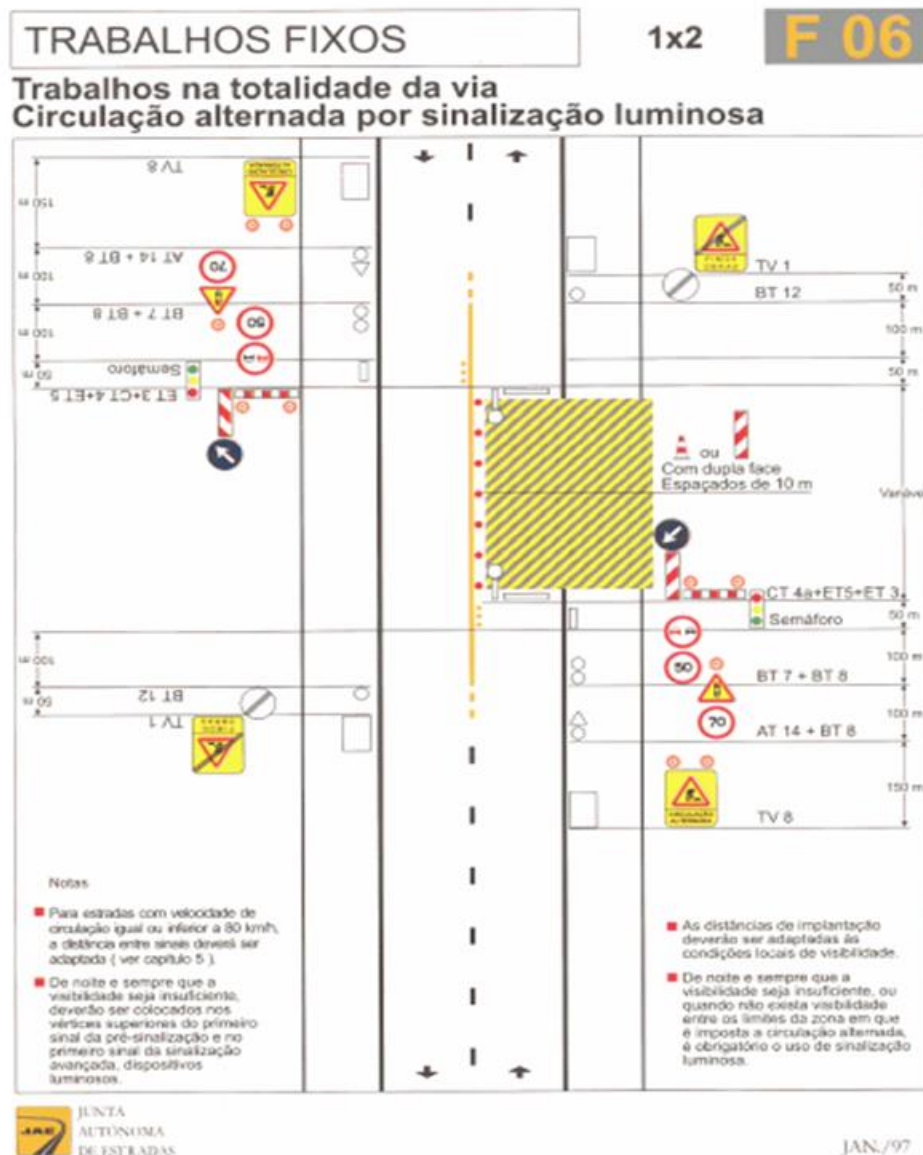 TRABALHOS FIXOS
1x2
F 06
Trabalhos na totalidade da via
Circulação alternada por sinalização luminosa
TV 8
150 m
AT 14 + BT 8
70
100 m
BT 7 + BT 8
50
100 m
Semáforo
50 m
ET 3+CT 4+ET 5
TV 1
50 m
BT 12
100 m
50 m
ou
Com dupla face
Espaçados de 10 m
Variável
CT 4a+ET5+ET 3
50 m
Semáforo
100 m
50
BT 7 + BT 8
100 m
70
AT 14 + BT 8
150 m
CIRCULAÇÃO
ALTERNADA
TV 8
100 m
BT 12
50 m
TV 1
Notas
Para estradas com velocidade de
circulação igual ou inferior a 80 km/h,
a distância entre sinais deverá ser
adaptada ( ver capítulo 5 ).
De noite e sempre que a
visibilidade seja insuficiente,
deverão ser colocados nos
vértices superiores do primeiro
sinal da pré-sinalização e no
primeiro sinal da sinalização
avançada, dispositivos
luminosos.
As distâncias de implantação
deverão ser adaptadas às
condições locais de visibilidade.
De noite e sempre que a
visibilidade seja insuficiente, ou
quando não exista visibilidade
entre os limites da zona em que
é imposta a circulação alternada,
é obrigatório o uso de sinalização
luminosa.
JAE
JUNTA
AUTÓNOMA
DE ESTRADAS
JAN./97